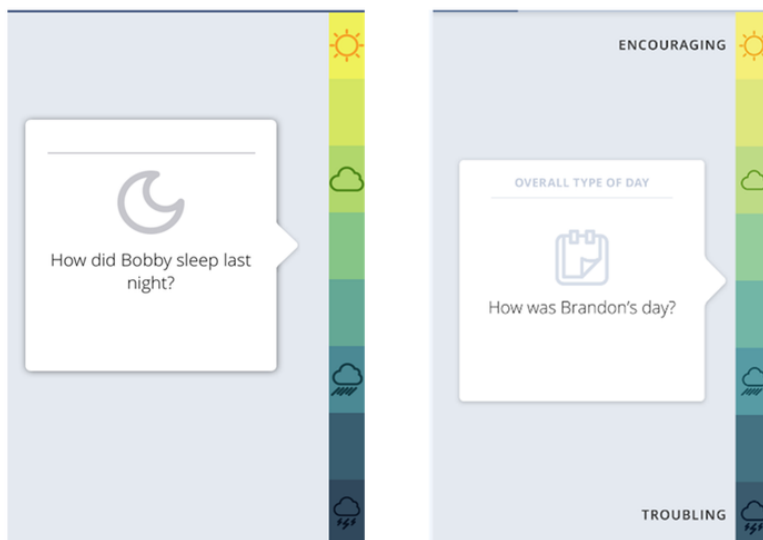 How did Bobby sleep last
night?
ENCOURAGING
OVERALL TYPE OF DAY
How was Brandon’s day?
TROUBLING